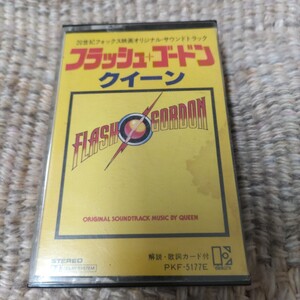 20世紀フォックス映画オリジナル・サウンドトラック
フラッシュ・ゴードン
クイーン
FLASH GORDON
ORIGINAL SOUNDTRACK MUSIC BY QUEEN
STEREO
解説・歌詞カード付
PKF-5177E